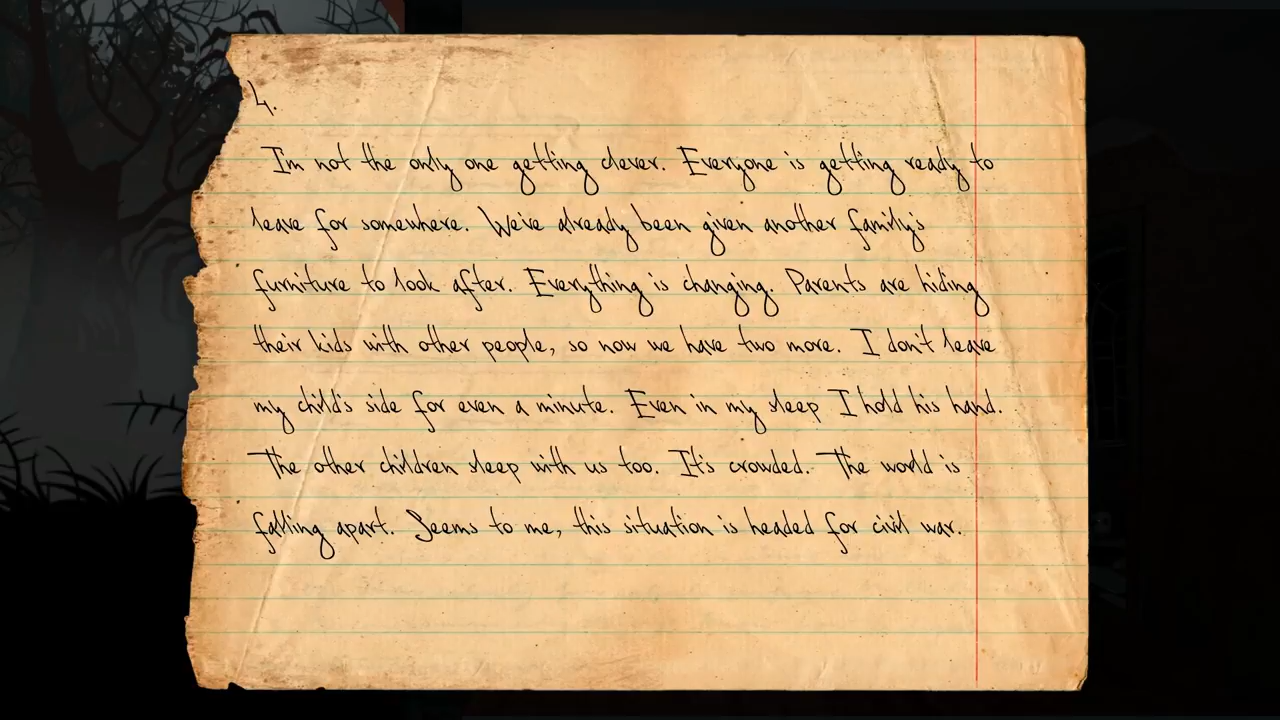 4.
I'm not the only one getting clever. Everyone is getting ready to
leave for somewhere. We've already been given another family's
furniture to look after. Everything is changing. Parents are hiding
their kids with other people, so now we have two more. I don't leave
my child's side for even a minute. Even in my sleep I hold his hand.
The other children sleep with us too. It's crowded. The world is
falling apart. Seems to me, this situation is headed for civil war.